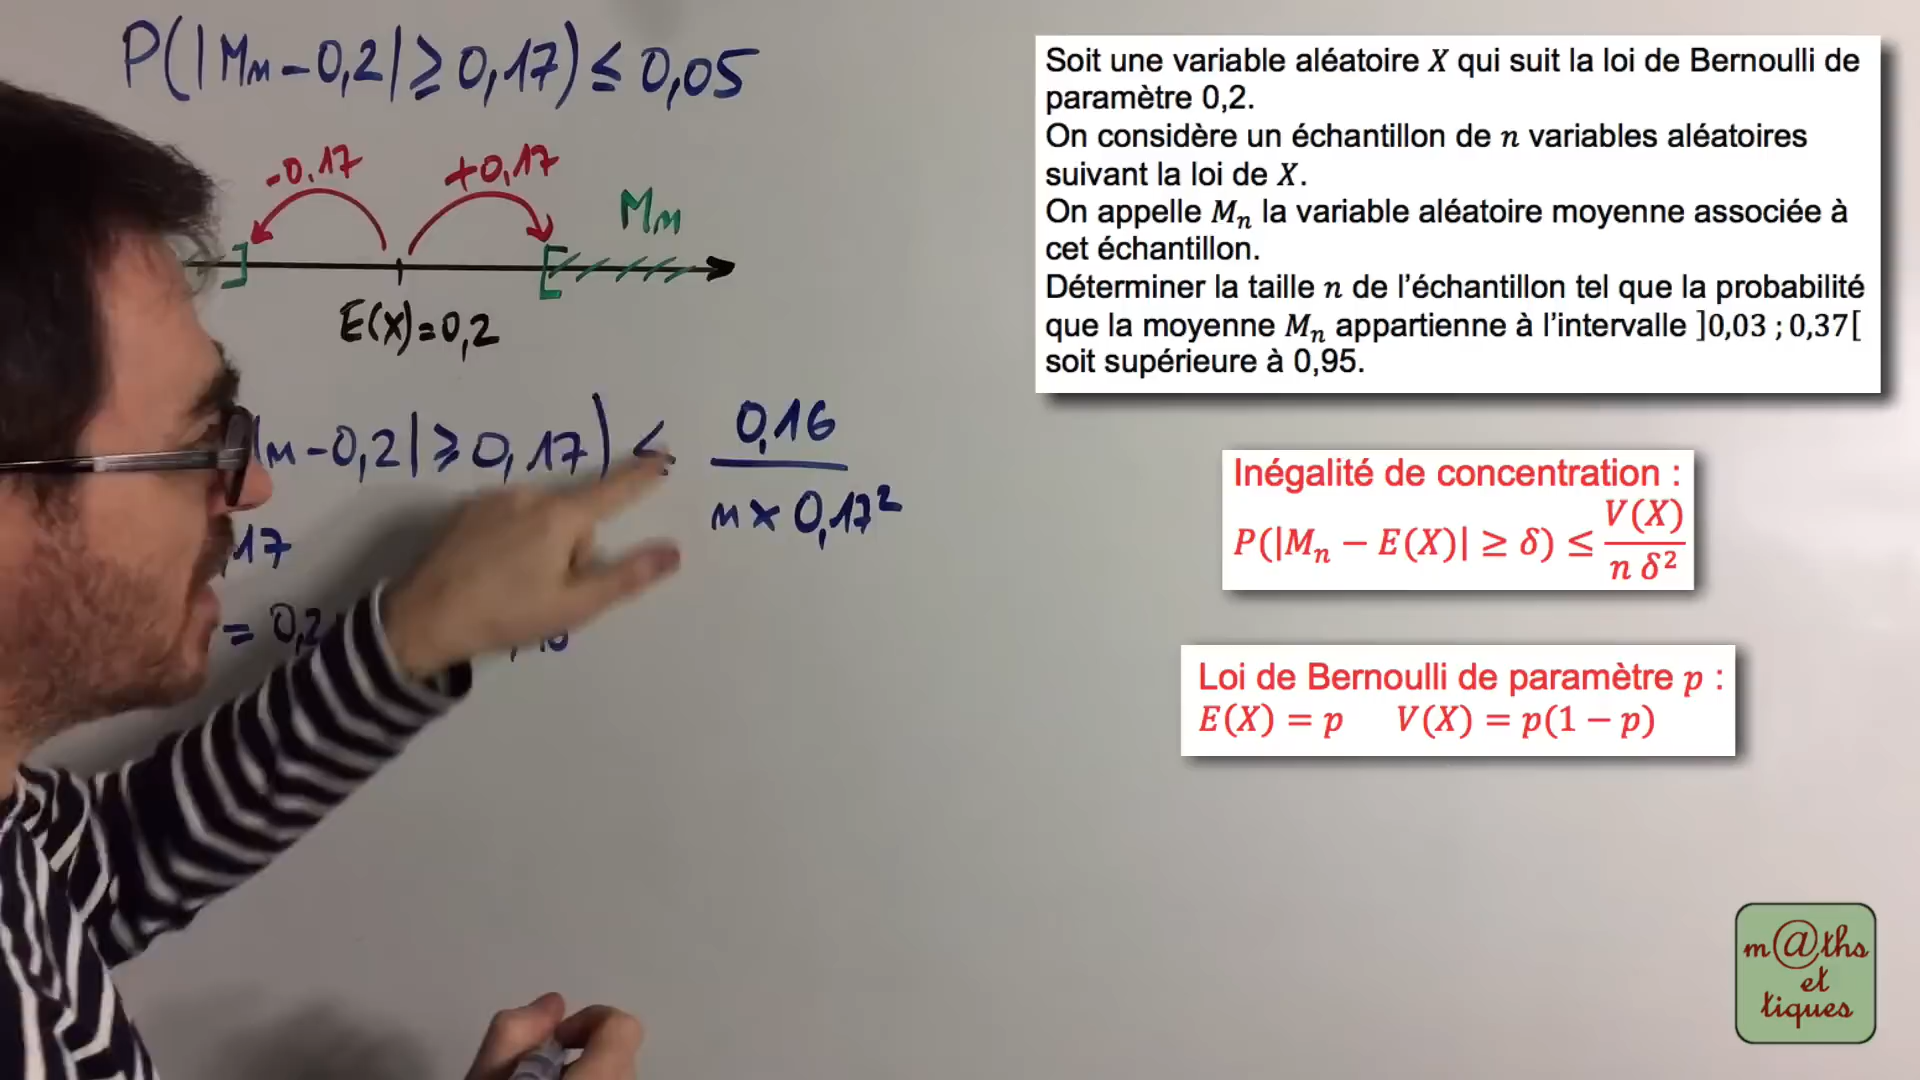 P(|Mn-0,2|≥0,17)≤0,05
-0,17 +0,17
Mn
E(X)=0,2
n-0,2|≥0,17) ≤ 0,16
n×0,17²
,17
= 0,2
Soit une variable aléatoire X qui suit la loi de Bernoulli de
paramètre 0,2.
On considère un échantillon de n variables aléatoires
suivant la loi de X.
On appelle Mₙ la variable aléatoire moyenne associée à
cet échantillon.
Déterminer la taille n de l’échantillon tel que la probabilité
que la moyenne Mₙ appartienne à l’intervalle ]0,03 ; 0,37[
soit supérieure à 0,95.
Inégalité de concentration :
P(|Mₙ − E(X)| ≥ δ) ≤ V(X)
n δ²
Loi de Bernoulli de paramètre p :
E(X) = p V(X) = p(1 − p)
m@ths
et
tiques